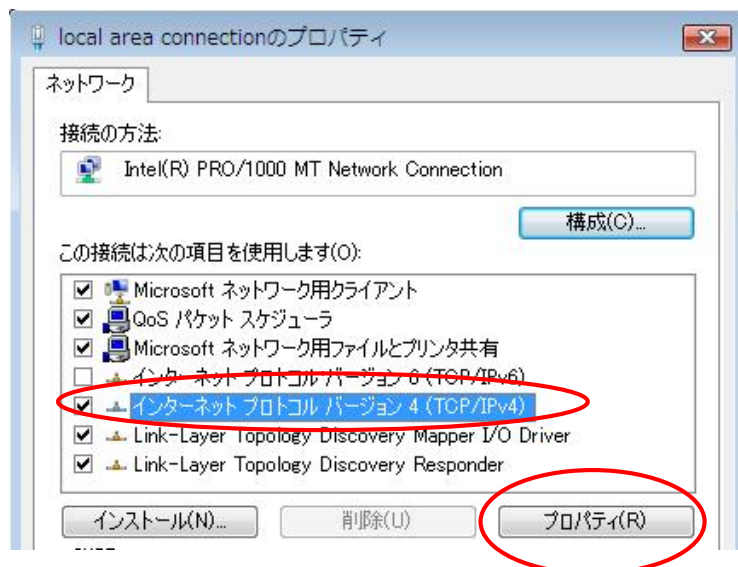 local area connectionのプロパティ
ネットワーク
接続の方法:
Intel(R) PRO/1000 MT Network Connection
構成(C)...
この接続は次の項目を使用します(O):
Microsoft ネットワーク用クライアント
QoS パケット スケジューラ
Microsoft ネットワーク用ファイルとプリンタ共有
インターネット プロトコル バージョン 6 (TCP/IPv6)
インターネット プロトコル バージョン 4 (TCP/IPv4)
Link-Layer Topology Discovery Mapper I/O Driver
Link-Layer Topology Discovery Responder
インストール(N)...
削除(U)
プロパティ(R)